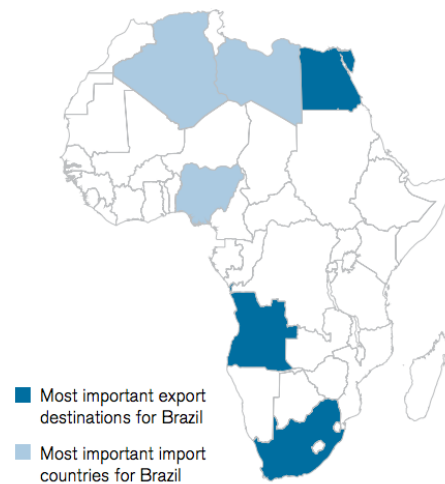 Most important export
destinations for Brazil
Most important import
countries for Brazil